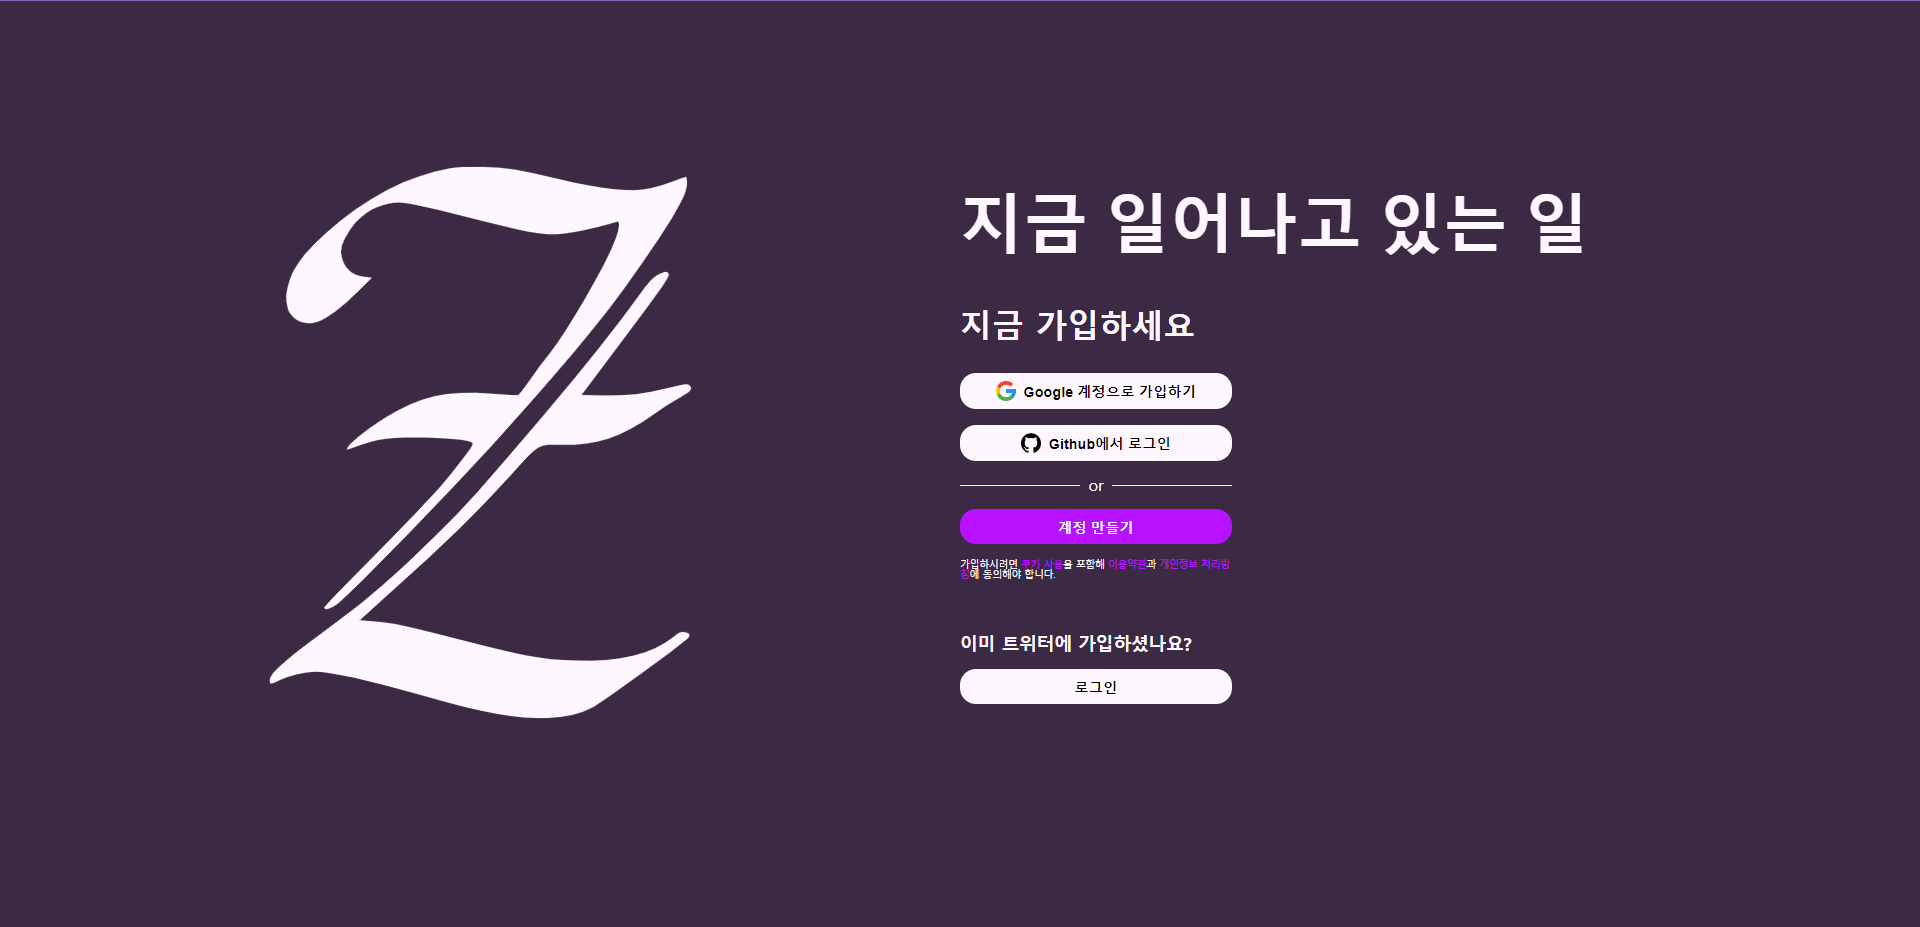 Z
지금 일어나고 있는 일
지금 가입하세요
Google 계정으로 가입하기
Github에서 로그인
or
계정 만들기
가입하시려면 쿠키 사용을 포함해 이용약관과 개인정보 처리방
침에 동의해야 합니다.
이미 트위터에 가입하셨나요?
로그인